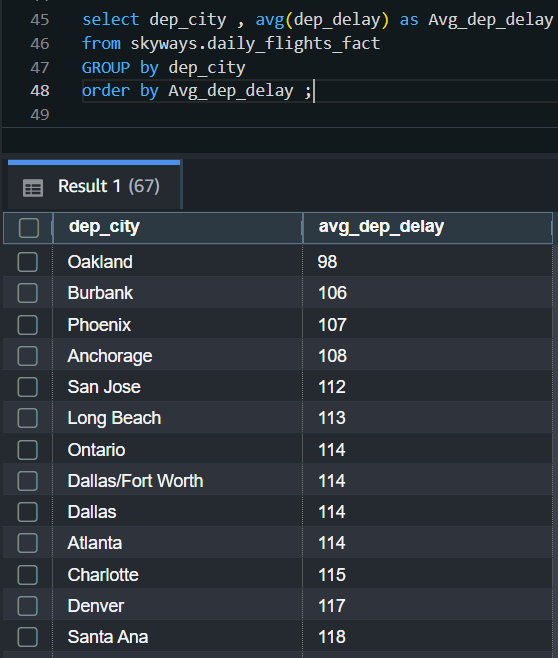 45 select dep_city , avg(dep_delay) as Avg_dep_delay
46 from skyways.daily_flights_fact
47 GROUP by dep_city
48 order by Avg_dep_delay ;
49
Result 1 (67)
dep_city avg_dep_delay
Oakland 98
Burbank 106
Phoenix 107
Anchorage 108
San Jose 112
Long Beach 113
Ontario 114
Dallas/Fort Worth 114
Dallas 114
Atlanta 114
Charlotte 115
Denver 117
Santa Ana 118